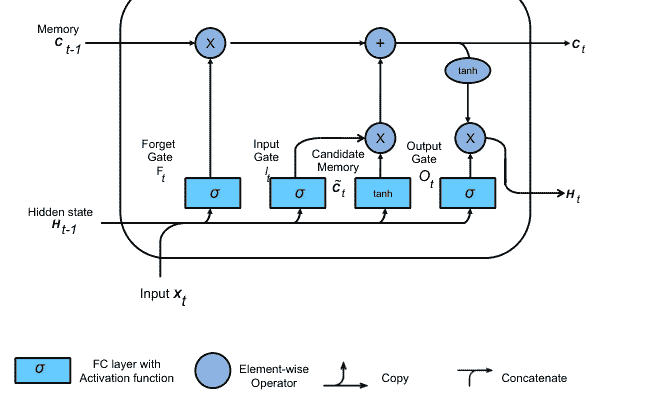 Memory
C t-1
X
+
C t
tanh
Forget
Gate
F t
Input
Gate
I t
X
Candidate
Memory
C̃ t
Output
Gate
O t
X
σ
σ
tanh
σ
H t
Hidden state
H t-1
Input X t
σ
FC layer with
Activation function
Element-wise
Operator
Copy
Concatenate